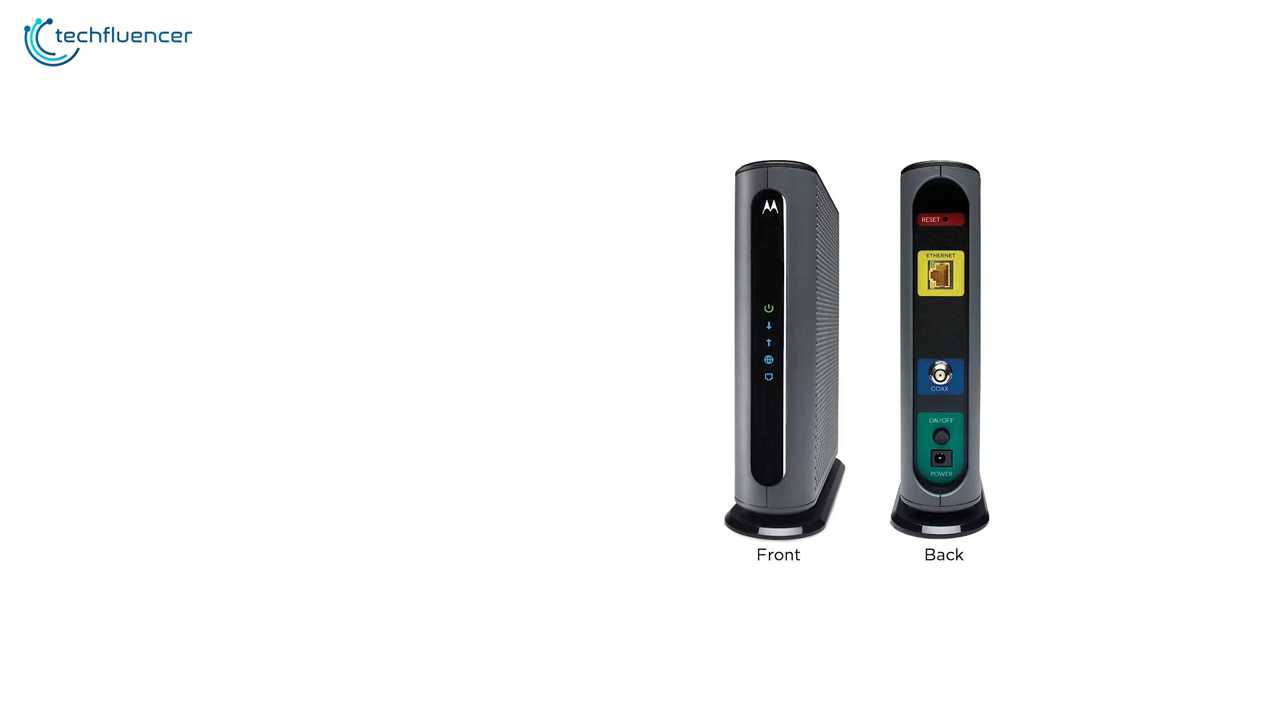 techfluencer
RESET
ETHERNET
COAX
ON/OFF
POWER
Front
Back